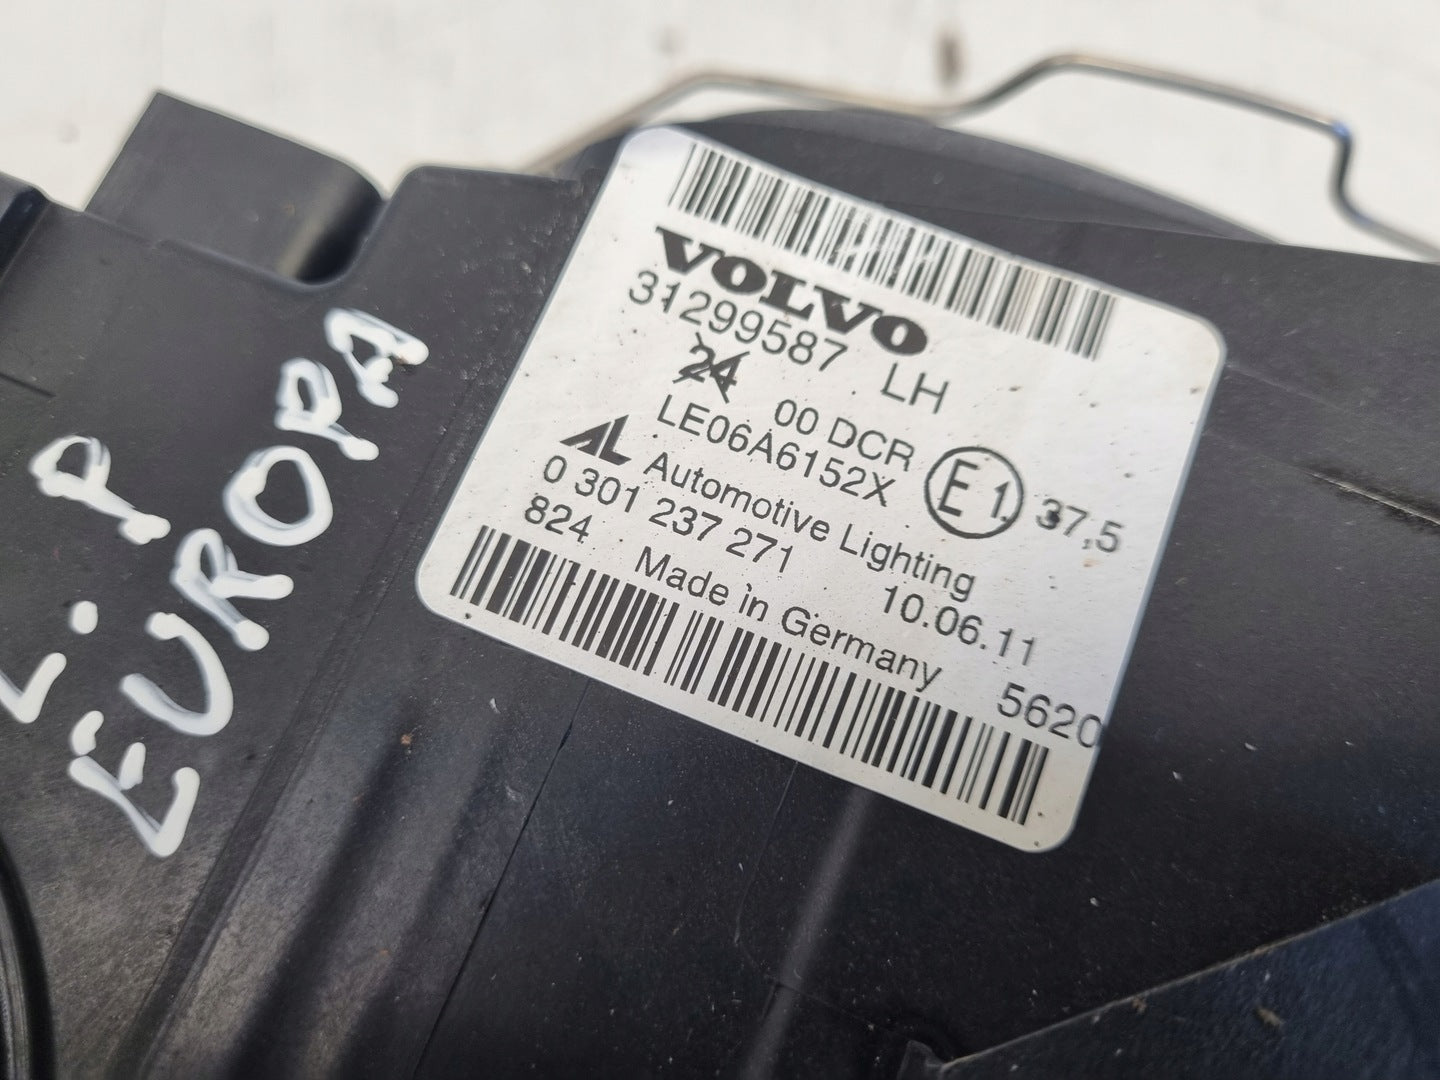 VOLVO
31299587 LH
24
00 DCR
LE06A6152X
E1
37,5
AL Automotive Lighting
0 301 237 271
10.06.11
824
Made in Germany
5620
L.P
EUROPA